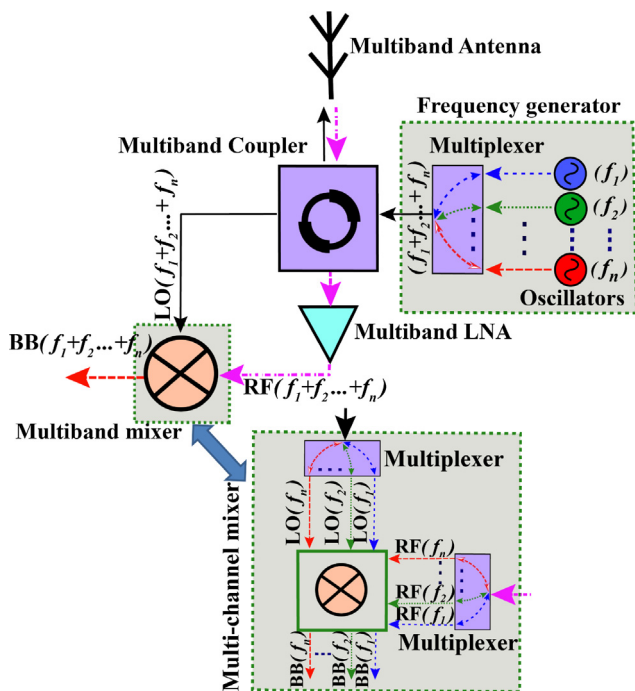 Multiband Antenna
Frequency generator
Multiband Coupler
Multiplexer
(f1)
(f2)
(fn)
Oscillators
(f1+f2...+fn)
LO(f1+f2...+fn)
Multiband LNA
BB(f1+f2...+fn)
RF(f1+f2...+fn)
Multiband mixer
Multi-channel mixer
Multiplexer
LO(fn)
LO(f2)
LO(f1)
RF(fn)
RF(f2)
RF(f1)
Multiplexer
BB(fn)
BB(f2)
BB(f1)